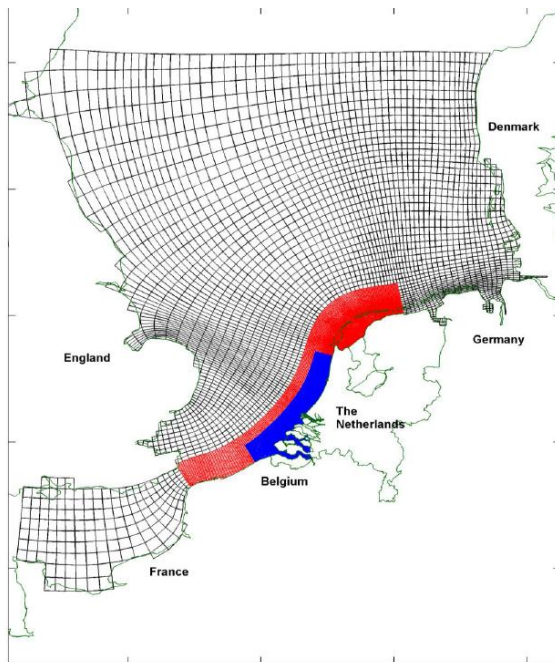 Denmark
Germany
England
The
Netherlands
Belgium
France